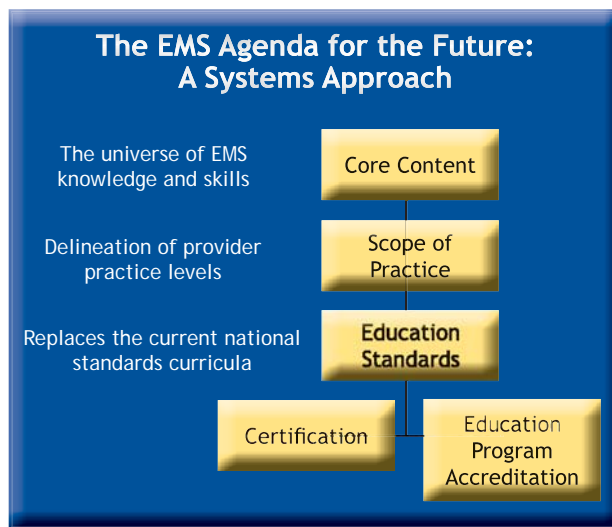 The EMS Agenda for the Future:
A Systems Approach
The universe of EMS
knowledge and skills
Core Content
Delineation of provider
practice levels
Scope of
Practice
Replaces the current national
standards curricula
Education
Standards
Certification
Education
Program
Accreditation